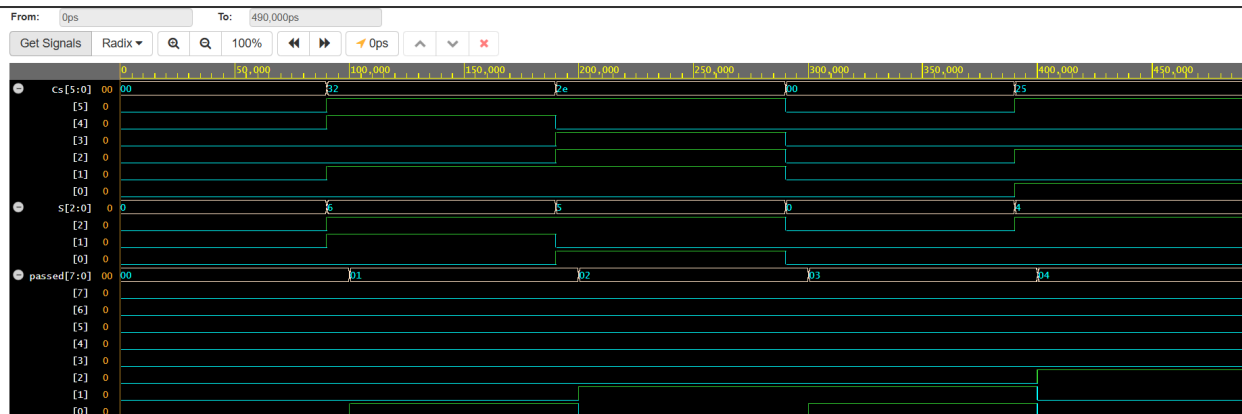 From: 0ps To: 490,000ps
Get Signals Radix 100% 0ps
0 50,000 100,000 150,000 200,000 250,000 300,000 350,000 400,000 450,000
Cs[5:0] 00 00 32 2e 00 25
[5] 0
[4] 0
[3] 0
[2] 0
[1] 0
[0] 0
S[2:0] 0 0 6 5 0 4
[2] 0
[1] 0
[0] 0
passed[7:0] 00 00 01 02 03 04
[7] 0
[6] 0
[5] 0
[4] 0
[3] 0
[2] 0
[1] 0
[0] 0